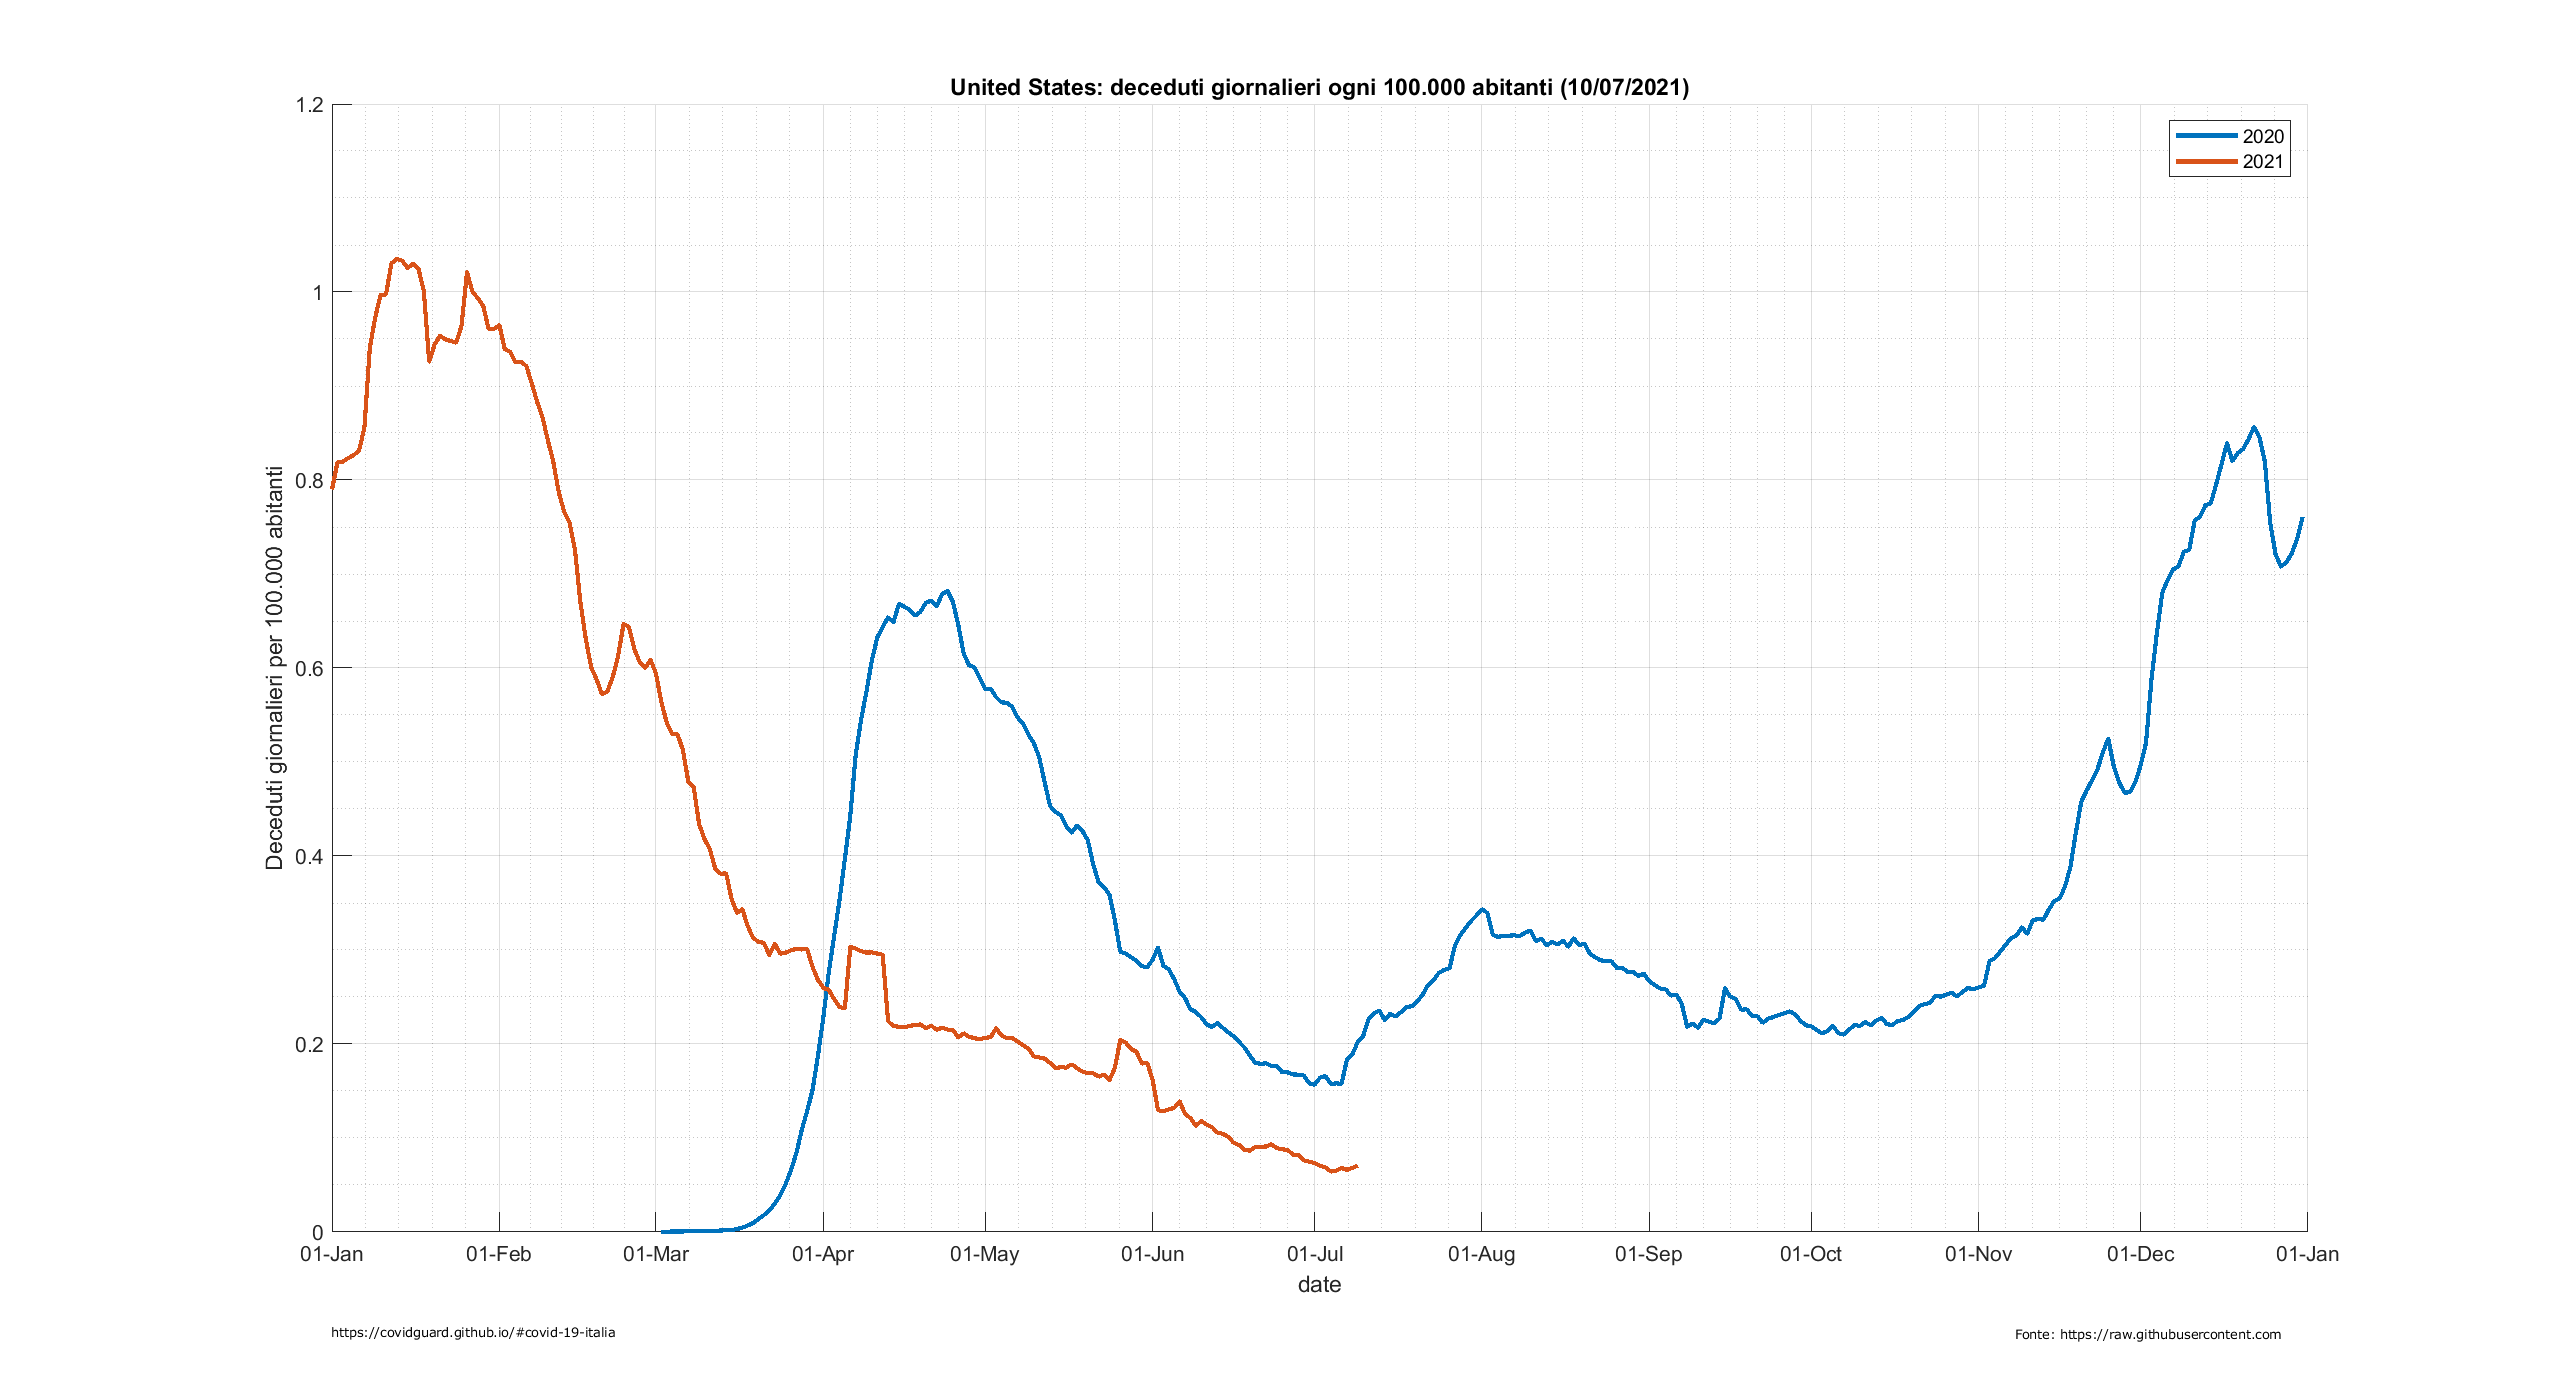 United States: deceduti giornalieri ogni 100.000 abitanti (10/07/2021)
2020
2021
Deceduti giornalieri per 100.000 abitanti
1.2
1
0.8
0.6
0.4
0.2
0
01-Jan 01-Feb 01-Mar 01-Apr 01-May 01-Jun 01-Jul 01-Aug 01-Sep 01-Oct 01-Nov 01-Dec 01-Jan
date
https://covidguard.github.io/#covid-19-italia
Fonte: https://raw.githubusercontent.com